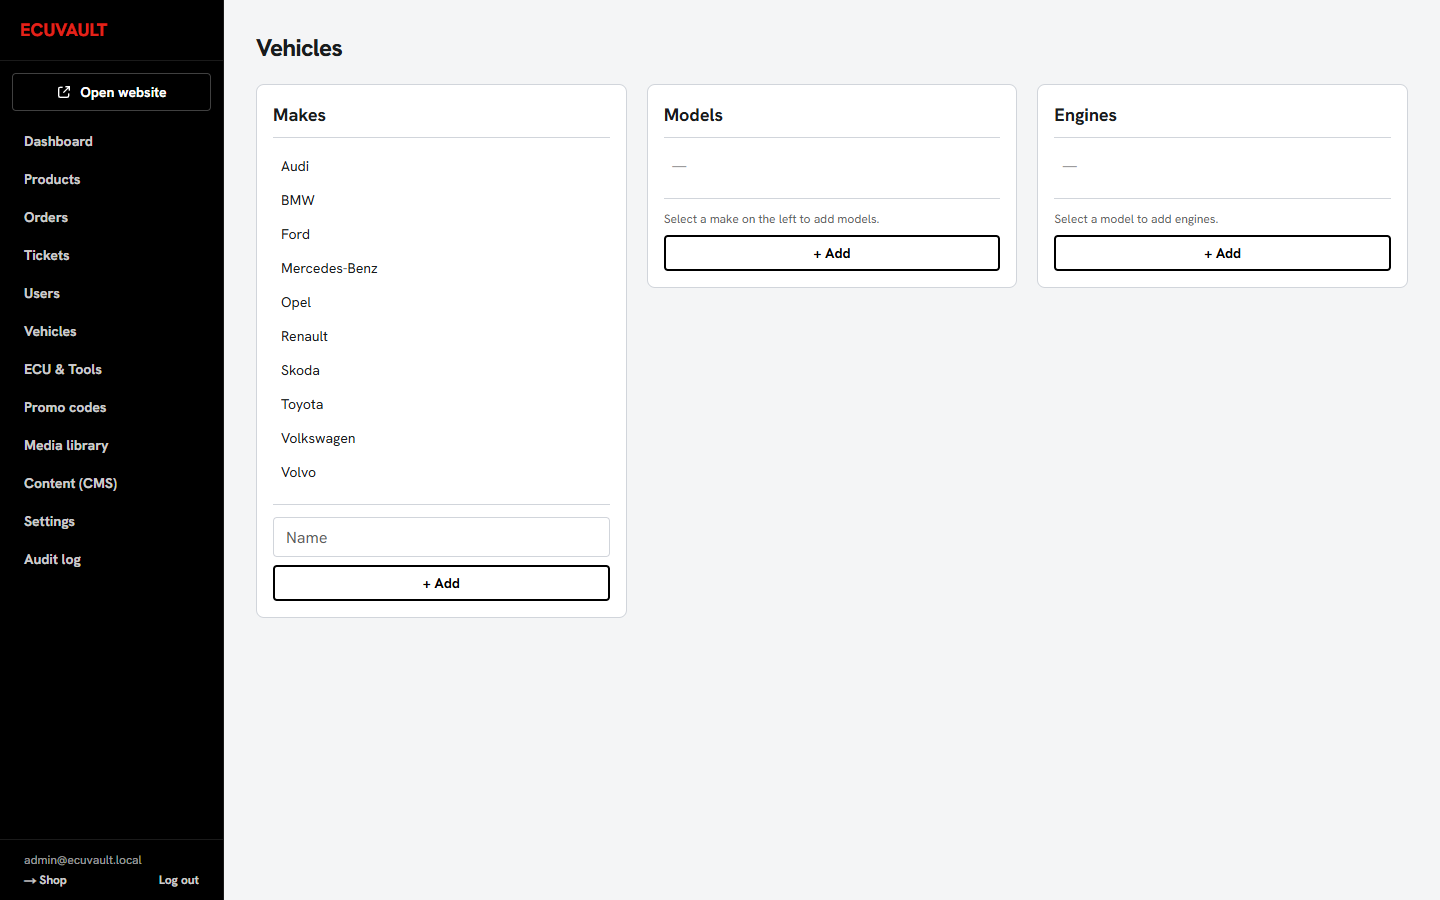 ECUVAULT
Open website
Dashboard
Products
Orders
Tickets
Users
Vehicles
ECU & Tools
Promo codes
Media library
Content (CMS)
Settings
Audit log
admin@ecuvault.local
→ Shop
Log out
Vehicles
Makes
Audi
BMW
Ford
Mercedes-Benz
Opel
Renault
Skoda
Toyota
Volkswagen
Volvo
Name
+ Add
Models
—
Select a make on the left to add models.
+ Add
Engines
—
Select a model to add engines.
+ Add